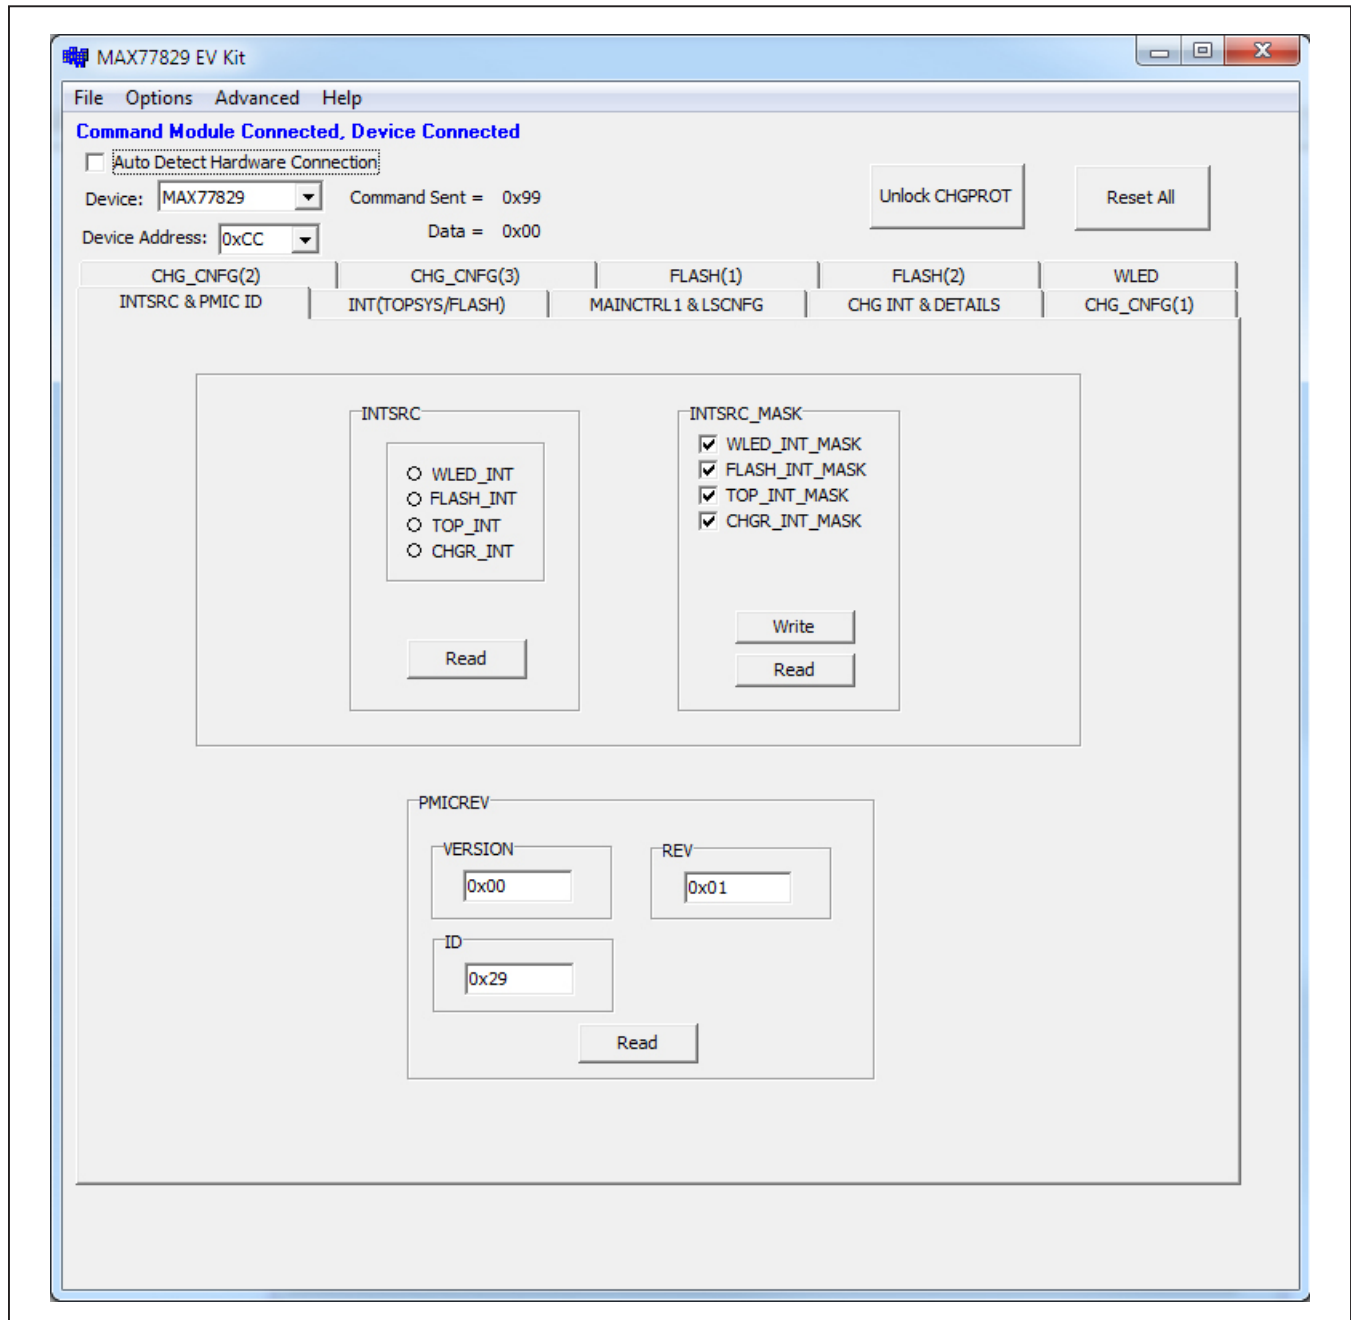 MAX77829 EV Kit
File Options Advanced Help
Command Module Connected, Device Connected
Auto Detect Hardware Connection
Device: MAX77829 Command Sent = 0x99
Unlock CHGPROT Reset All
Device Address: 0xCC Data = 0x00
CHG_CNFG(2) CHG_CNFG(3) FLASH(1) FLASH(2) WLED
INTSRC & PMIC ID INT(TOPSYS/FLASH) MAINCTRL1 & LSCNFG CHG INT & DETAILS CHG_CNFG(1)
INTSRC
WLED_INT
FLASH_INT
TOP_INT
CHGR_INT
Read
INTSRC_MASK
WLED_INT_MASK
FLASH_INT_MASK
TOP_INT_MASK
CHGR_INT_MASK
Write
Read
PMICREV
VERSION
0x00
REV
0x01
ID
0x29
Read